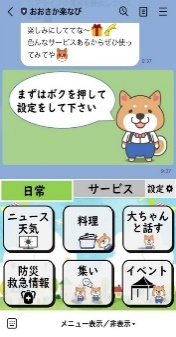 おおさか楽なび
楽しみにしててな～
色んなサービスあるからぜひ使っ
てみてや
9:37
まずはボクを押して
設定をして下さい
9:37
日常
サービス
設定
ニュース
天気
料理
大ちゃん
と話す
防災
救急情報
集い
イベント
メニュー表示/非表示